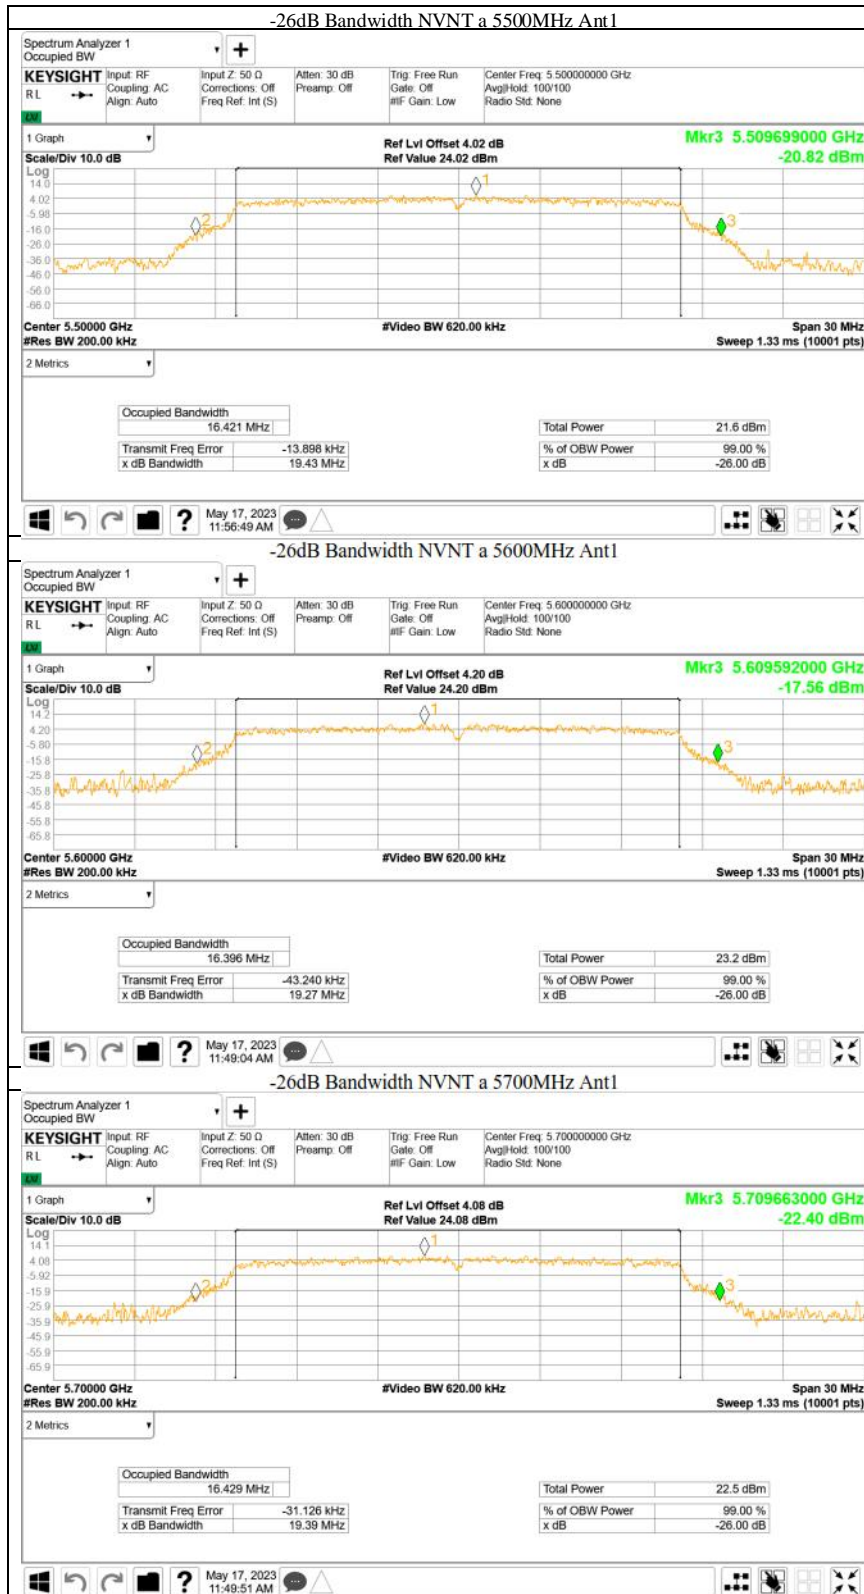 -26dB Bandwidth NVNT a 5500MHz Ant1
Spectrum Analyzer 1
Occupied BW
+
KEYSIGHT Input: RF Input Z: 50 Ω Atten: 30 dB Trig: Free Run Center Freq: 5.500000000 GHz
RL Coupling: AC Corrections: Off Preamp: Off Gate: Off Avg|Hold: 100/100
Align: Auto Freq Ref: Int (S) #IF Gain: Low Radio Std: None
1 Graph
Scale/Div 10.0 dB
Ref Lvl Offset 4.02 dB
Ref Value 24.02 dBm
Mkr3 5.509699000 GHz
-20.82 dBm
Log
14.0
4.02
-5.98
-16.0
-26.0
-36.0
-46.0
-56.0
-66.0
1
2
3
Center 5.50000 GHz #Video BW 620.00 kHz Span 30 MHz
#Res BW 200.00 kHz Sweep 1.33 ms (10001 pts)
2 Metrics
Occupied Bandwidth
16.421 MHz Total Power 21.6 dBm
Transmit Freq Error -13.898 kHz % of OBW Power 99.00 %
x dB Bandwidth 19.43 MHz x dB -26.00 dB
? May 17, 2023
11:56:49 AM
-26dB Bandwidth NVNT a 5600MHz Ant1
Spectrum Analyzer 1
Occupied BW
+
KEYSIGHT Input: RF Input Z: 50 Ω Atten: 30 dB Trig: Free Run Center Freq: 5.600000000 GHz
RL Coupling: AC Corrections: Off Preamp: Off Gate: Off Avg|Hold: 100/100
Align: Auto Freq Ref: Int (S) #IF Gain: Low Radio Std: None
1 Graph
Scale/Div 10.0 dB
Ref Lvl Offset 4.20 dB
Ref Value 24.20 dBm
Mkr3 5.609592000 GHz
-17.56 dBm
Log
14.2
4.20
-5.80
-15.8
-25.8
-35.8
-45.8
-55.8
-65.8
1
2
3
Center 5.60000 GHz #Video BW 620.00 kHz Span 30 MHz
#Res BW 200.00 kHz Sweep 1.33 ms (10001 pts)
2 Metrics
Occupied Bandwidth
16.396 MHz Total Power 23.2 dBm
Transmit Freq Error -43.240 kHz % of OBW Power 99.00 %
x dB Bandwidth 19.27 MHz x dB -26.00 dB
? May 17, 2023
11:49:04 AM
-26dB Bandwidth NVNT a 5700MHz Ant1
Spectrum Analyzer 1
Occupied BW
+
KEYSIGHT Input: RF Input Z: 50 Ω Atten: 30 dB Trig: Free Run Center Freq: 5.700000000 GHz
RL Coupling: AC Corrections: Off Preamp: Off Gate: Off Avg|Hold: 100/100
Align: Auto Freq Ref: Int (S) #IF Gain: Low Radio Std: None
1 Graph
Scale/Div 10.0 dB
Ref Lvl Offset 4.08 dB
Ref Value 24.08 dBm
Mkr3 5.709663000 GHz
-22.40 dBm
Log
14.1
4.08
-5.92
-15.9
-25.9
-35.9
-45.9
-55.9
-65.9
1
2
3
Center 5.70000 GHz #Video BW 620.00 kHz Span 30 MHz
#Res BW 200.00 kHz Sweep 1.33 ms (10001 pts)
2 Metrics
Occupied Bandwidth
16.429 MHz Total Power 22.5 dBm
Transmit Freq Error -31.126 kHz % of OBW Power 99.00 %
x dB Bandwidth 19.39 MHz x dB -26.00 dB
? May 17, 2023
11:49:51 AM